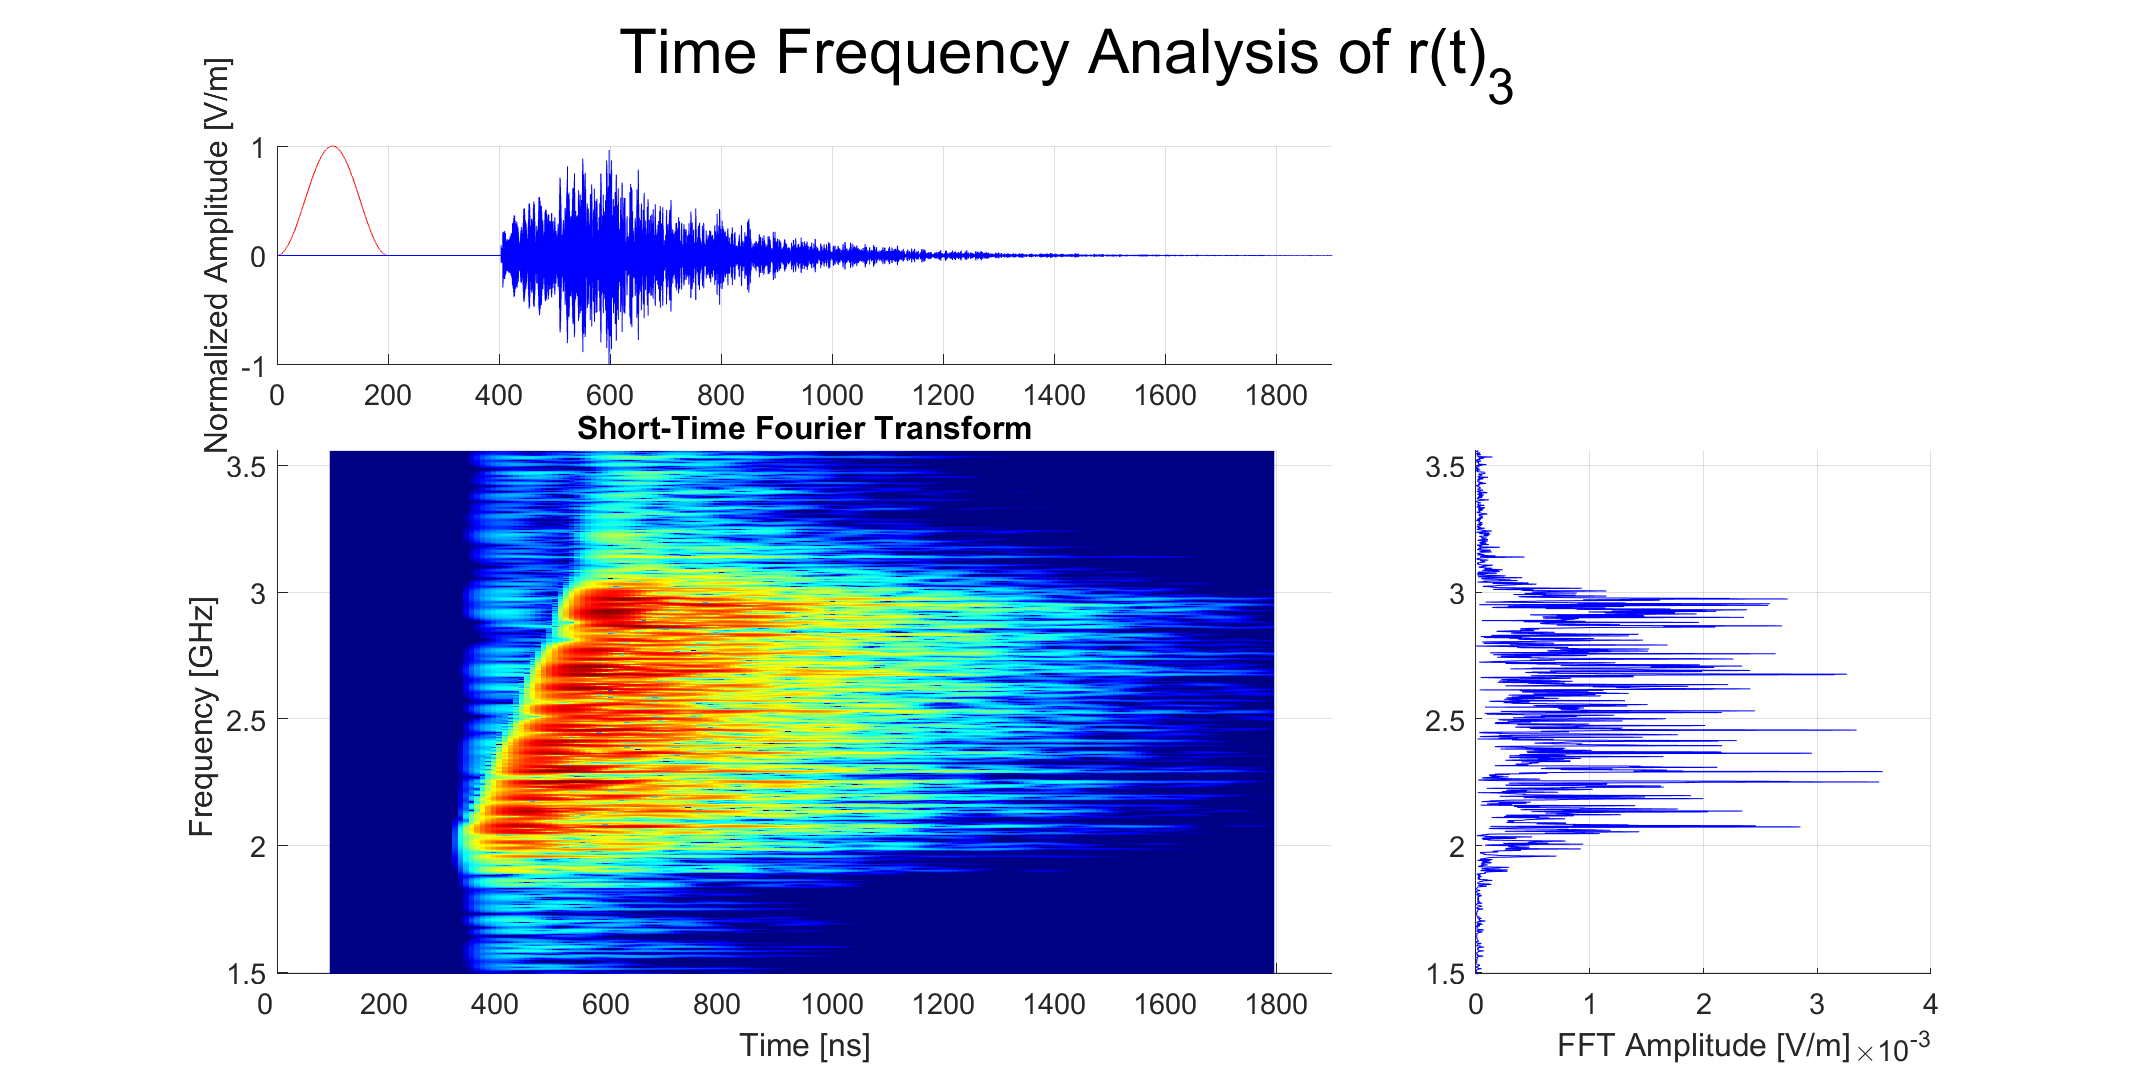 Time Frequency Analysis of r(t)₃
Normalized Amplitude [V/m]
1
0
-1
0 200 400 600 800 1000 1200 1400 1600 1800
Short-Time Fourier Transform
Frequency [GHz]
3.5
3
2.5
2
1.5
0 200 400 600 800 1000 1200 1400 1600 1800
Time [ns]
3.5
3
2.5
2
1.5
0 1 2 3 4
FFT Amplitude [V/m] ×10⁻³